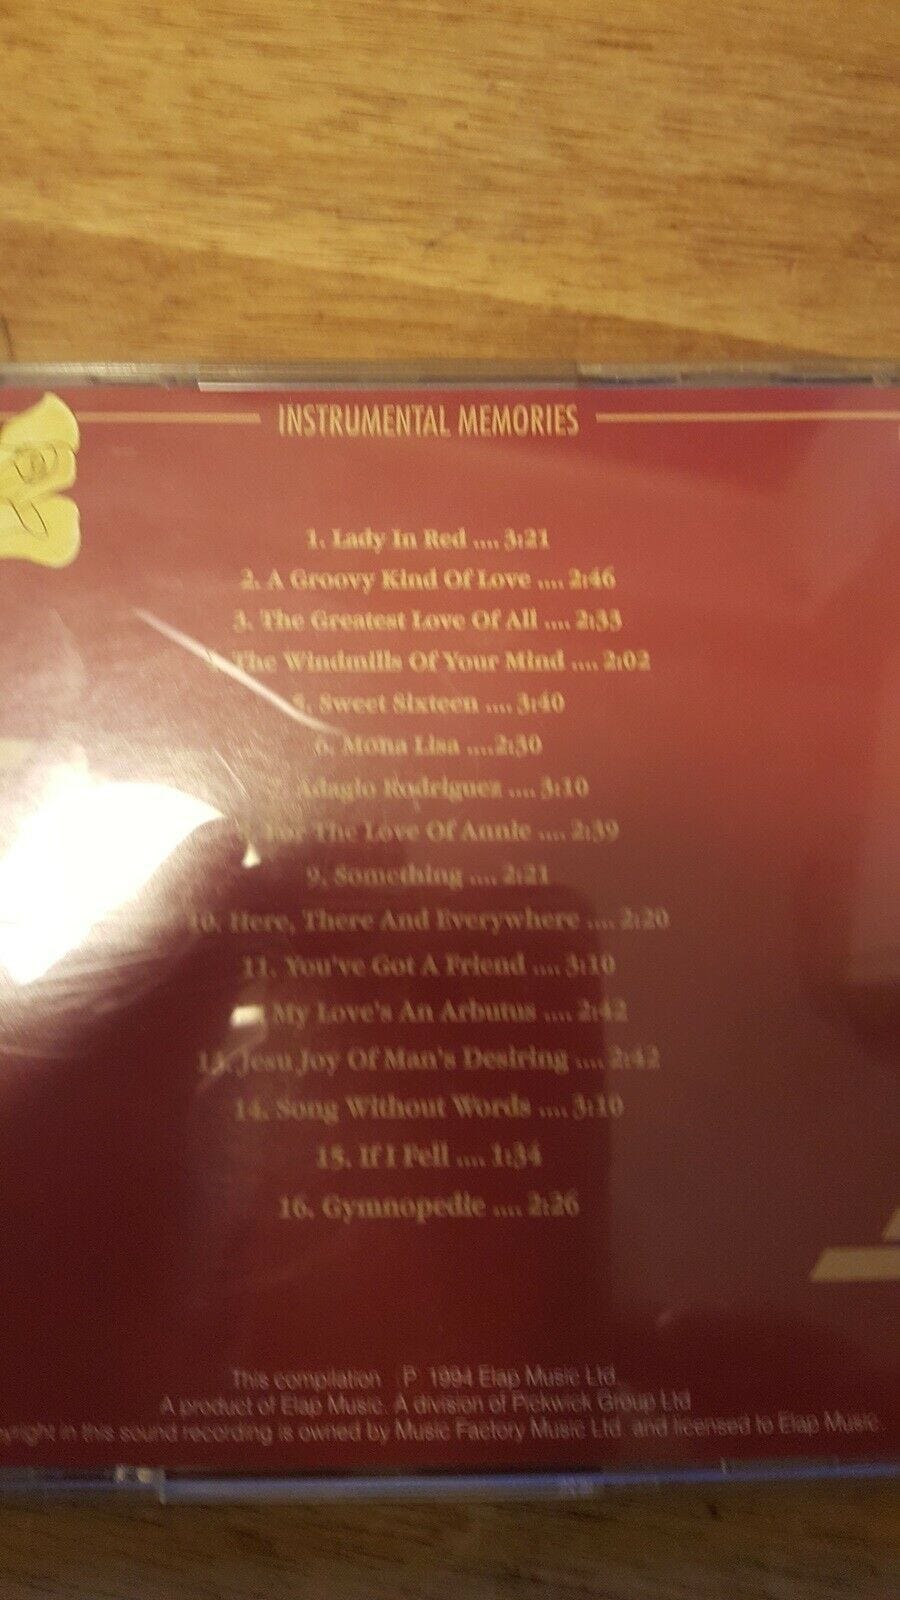 INSTRUMENTAL MEMORIES
1. Lady In Red .... 3:21
2. A Groovy Kind Of Love .... 2:46
3. The Greatest Love Of All .... 2:33
The Windmills Of Your Mind .... 2:02
5. Sweet Sixteen .... 3:40
6. Mona Lisa .... 2:30
Adagio Rodriguez .... 3:10
For The Love Of Annie .... 2:39
9. Something .... 2:21
10. Here, There And Everywhere .... 2:20
11. You've Got A Friend .... 3:10
My Love's An Arbutus .... 2:42
13. Jesu Joy Of Man's Desiring .... 2:42
14. Song Without Words .... 3:10
15. If I Fell .... 1:34
16. Gymnopedie .... 2:26
This compilation P 1994 Elap Music Ltd.
A product of Elap Music. A division of Pickwick Group Ltd
in this sound recording is owned by Music Factory Music Ltd. and licensed to Elap Music.